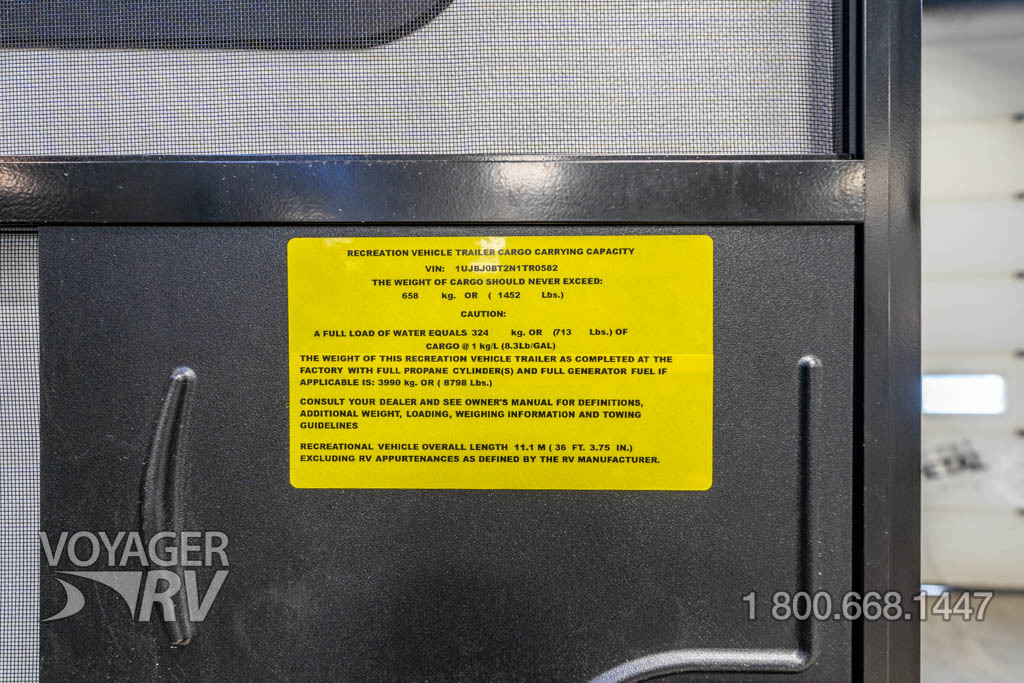 RECREATION VEHICLE TRAILER CARGO CARRYING CAPACITY
VIN: 1UJBJ0BT2N1TR0582
THE WEIGHT OF CARGO SHOULD NEVER EXCEED:
658 kg. OR ( 1452 Lbs.)
CAUTION:
A FULL LOAD OF WATER EQUALS 324 kg. OR (713 Lbs.) OF
CARGO @ 1 kg/L (8.3Lb/GAL)
THE WEIGHT OF THIS RECREATION VEHICLE TRAILER AS COMPLETED AT THE
FACTORY WITH FULL PROPANE CYLINDER(S) AND FULL GENERATOR FUEL IF
APPLICABLE IS: 3990 kg. OR ( 8798 Lbs.)
CONSULT YOUR DEALER AND SEE OWNER'S MANUAL FOR DEFINITIONS,
ADDITIONAL WEIGHT, LOADING, WEIGHING INFORMATION AND TOWING
GUIDELINES
RECREATIONAL VEHICLE OVERALL LENGTH 11.1 M ( 36 FT. 3.75 IN.)
EXCLUDING RV APPURTENANCES AS DEFINED BY THE RV MANUFACTURER.
VOYAGER
RV
1 800.668.1447